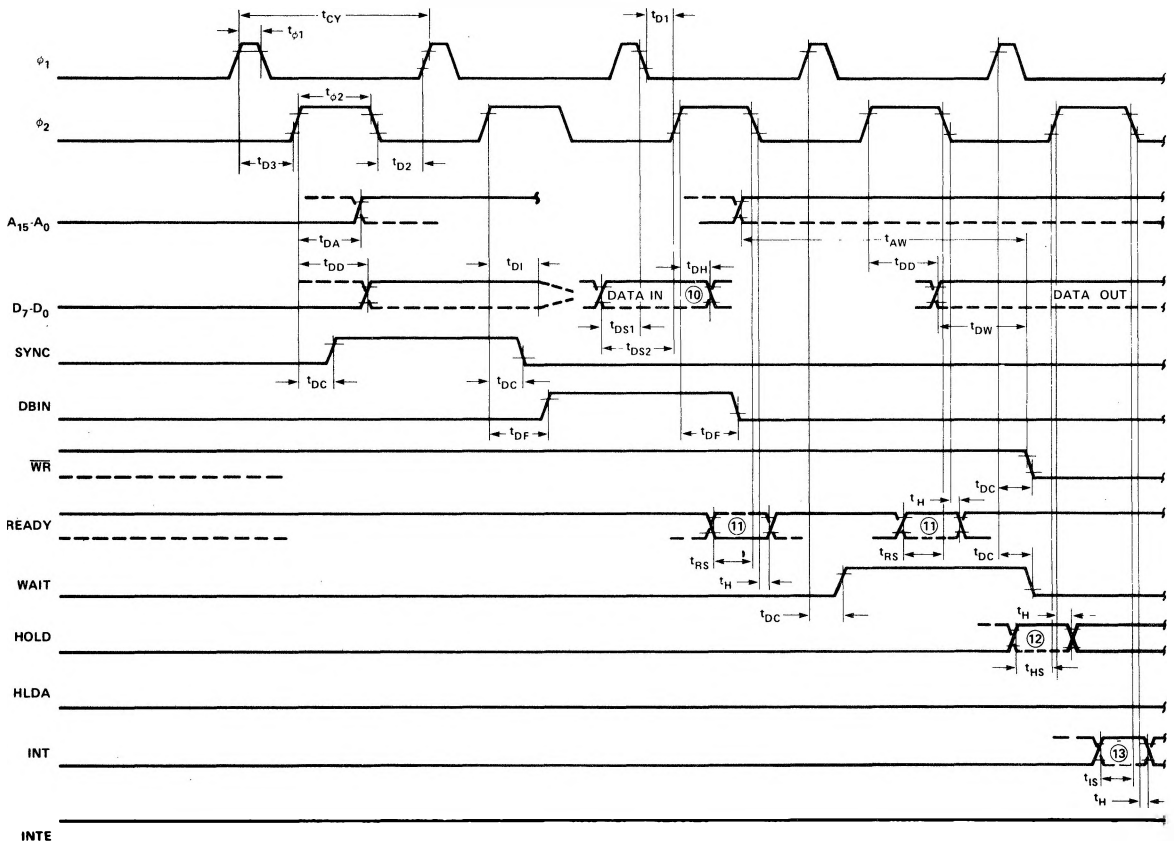 tCY
tD1
tϕ1
ϕ1
tϕ2
ϕ2
tD3
tD2
A15-A0
tDA
tAW
tDD
tDI
tDH
tDD
D7-D0
DATA IN
⑩
DATA OUT
tDS1
tDW
tDS2
SYNC
tDC
tDC
DBIN
tDF
tDF
WR
tDC
tH
READY
⑪
⑪
tRS
tRS
tDC
WAIT
tH
tDC
tH
HOLD
⑫
tHS
HLDA
INT
⑬
tIS
tH
INTE